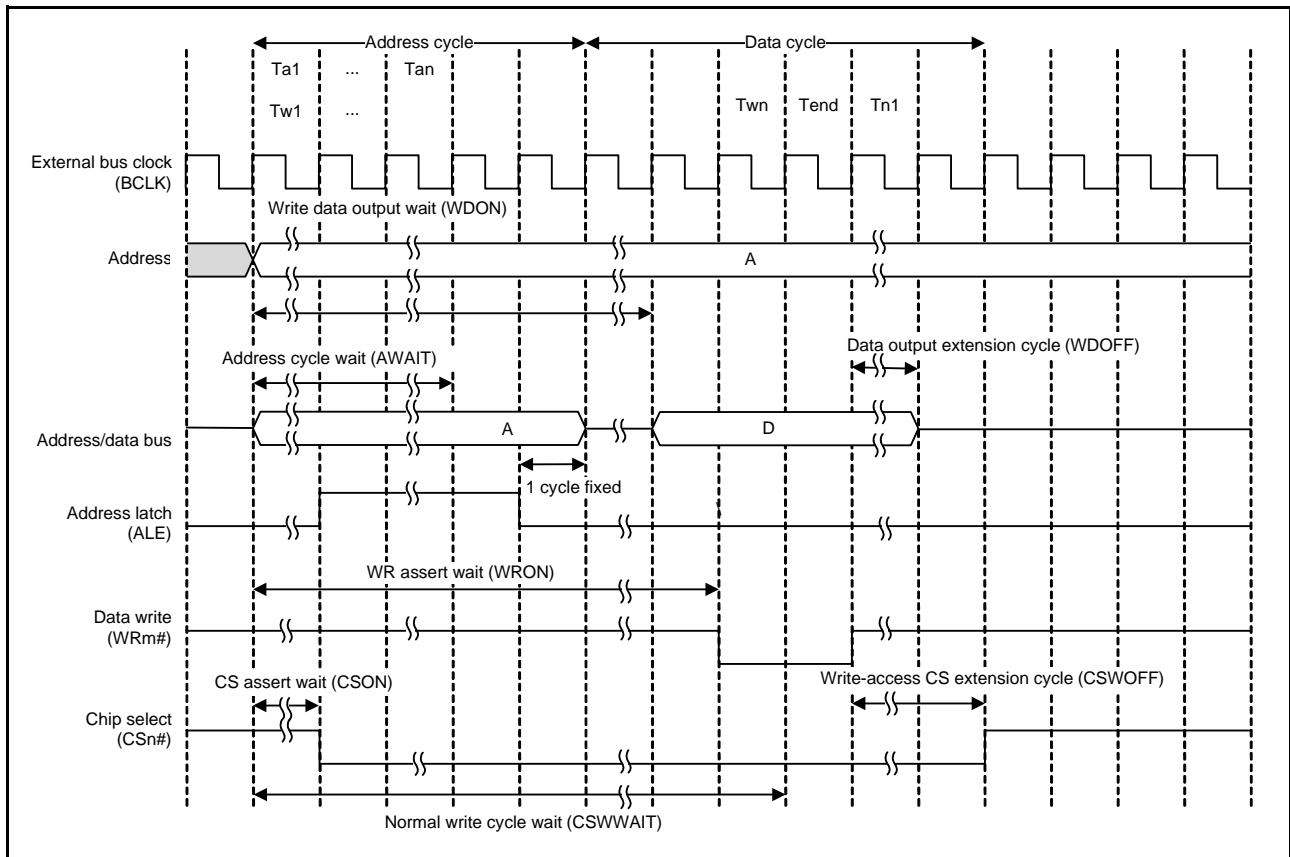 Address cycle Data cycle
Ta1 ... Tan
Twn Tend Tn1
Tw1 ...
External bus clock
(BCLK)
Write data output wait (WDON)
Address
A
Data output extension cycle (WDOFF)
Address cycle wait (AWAIT)
Address/data bus
A D
1 cycle fixed
Address latch
(ALE)
WR assert wait (WRON)
Data write
(WRm#)
CS assert wait (CSON)
Write-access CS extension cycle (CSWOFF)
Chip select
(CSn#)
Normal write cycle wait (CSWWAIT)